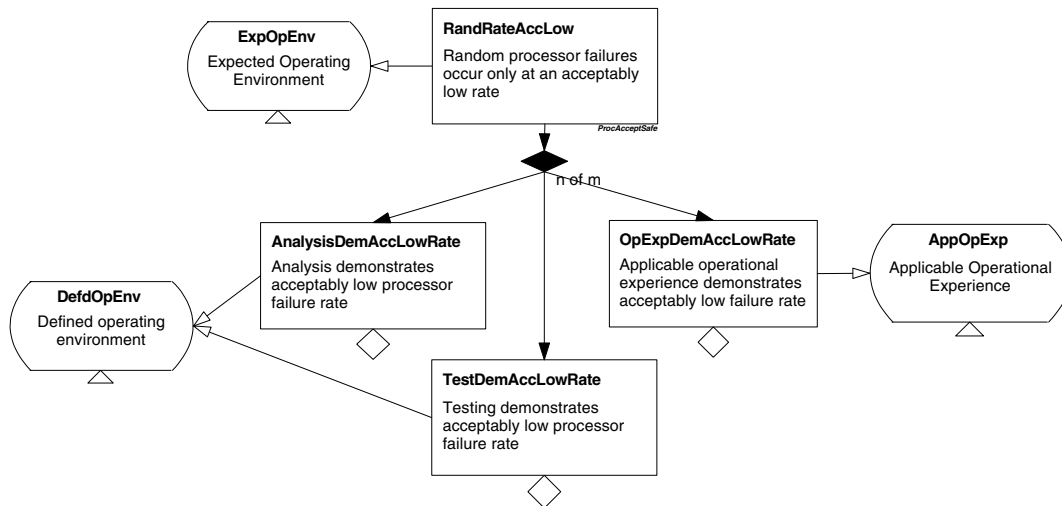 ExpOpEnv
Expected Operating
Environment
RandRateAccLow
Random processor failures
occur only at an acceptably
low rate
ProcAcceptSafe
n of m
AnalysisDemAccLowRate
Analysis demonstrates
acceptably low processor
failure rate
OpExpDemAccLowRate
Applicable operational
experience demonstrates
acceptably low failure rate
AppOpExp
Applicable Operational
Experience
DefdOpEnv
Defined operating
environment
TestDemAccLowRate
Testing demonstrates
acceptably low processor
failure rate